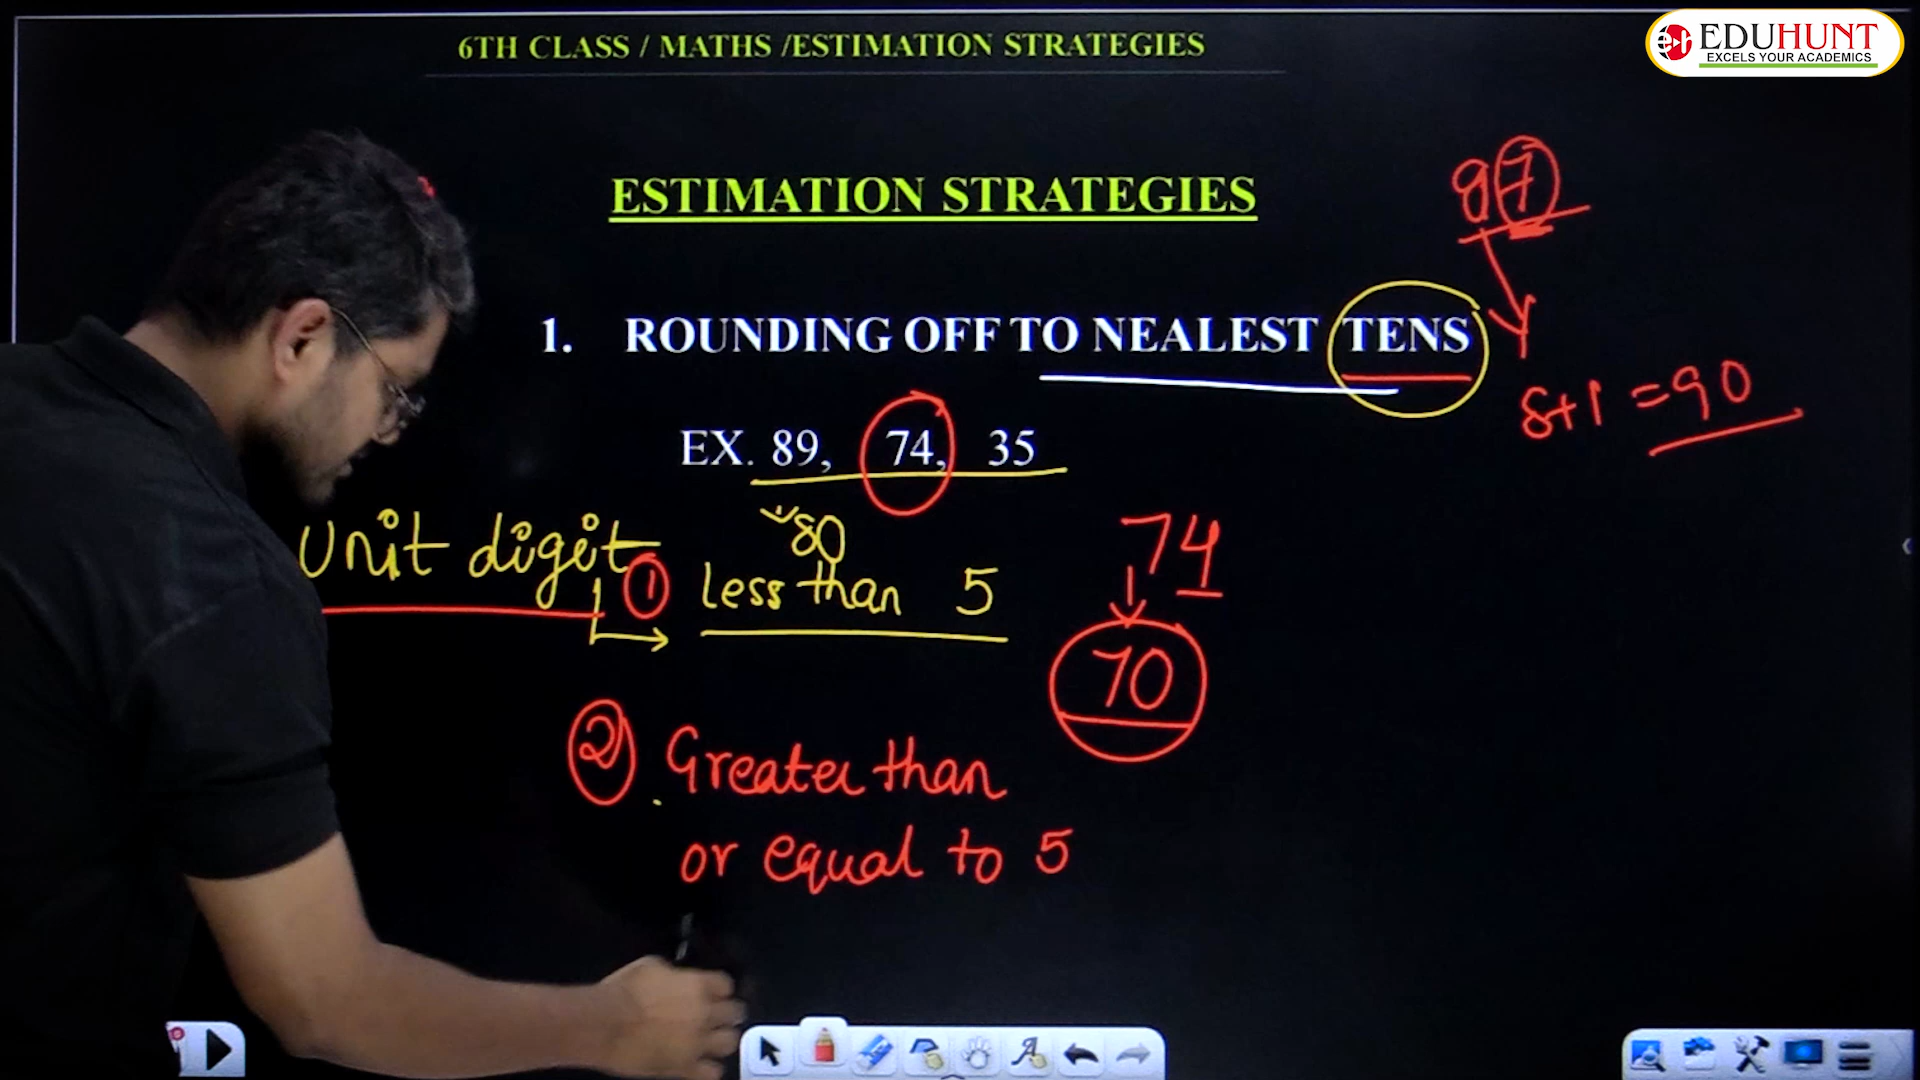 6TH CLASS / MATHS /ESTIMATION STRATEGIES
EDUHUNT
EXCELS YOUR ACADEMICS
ESTIMATION STRATEGIES
87
1. ROUNDING OFF TO NEALEST TENS
8+1 = 90
EX. 89, 74, 35
80
74
Unit digit
1 Less than 5
70
2 Greater than
or equal to 5